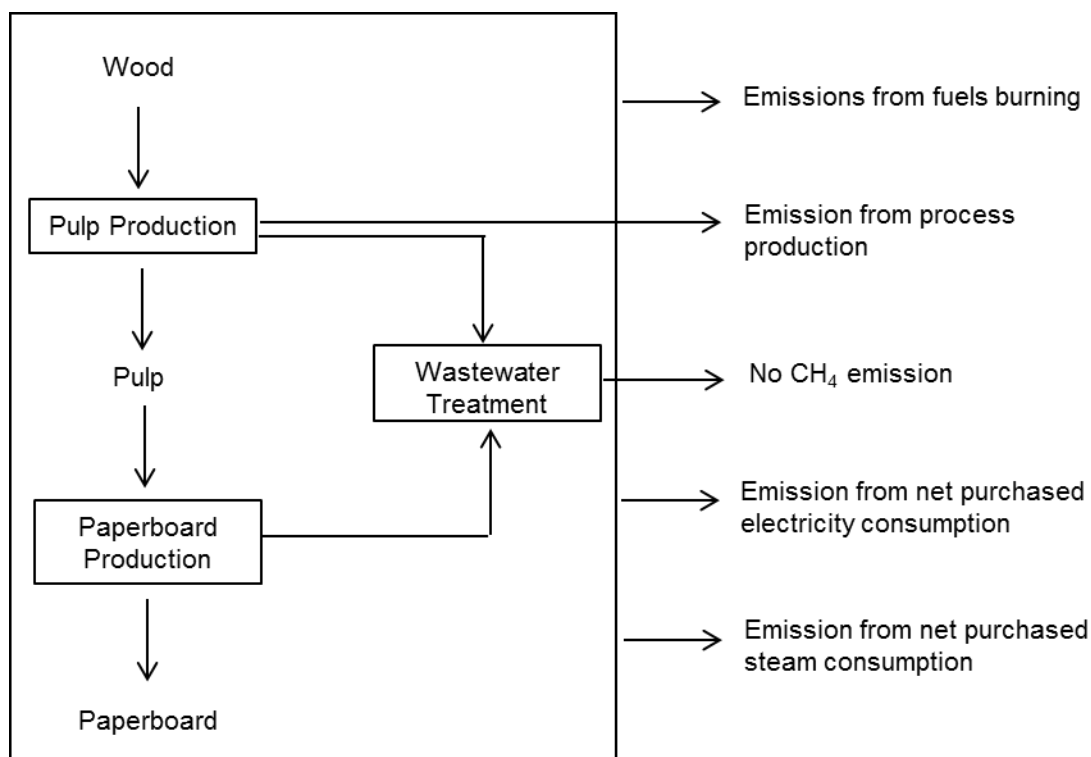 Wood
Emissions from fuels burning
Pulp Production
Emission from process
production
Pulp
Wastewater
Treatment
No CH₄ emission
Paperboard
Production
Emission from net purchased
electricity consumption
Emission from net purchased
steam consumption
Paperboard